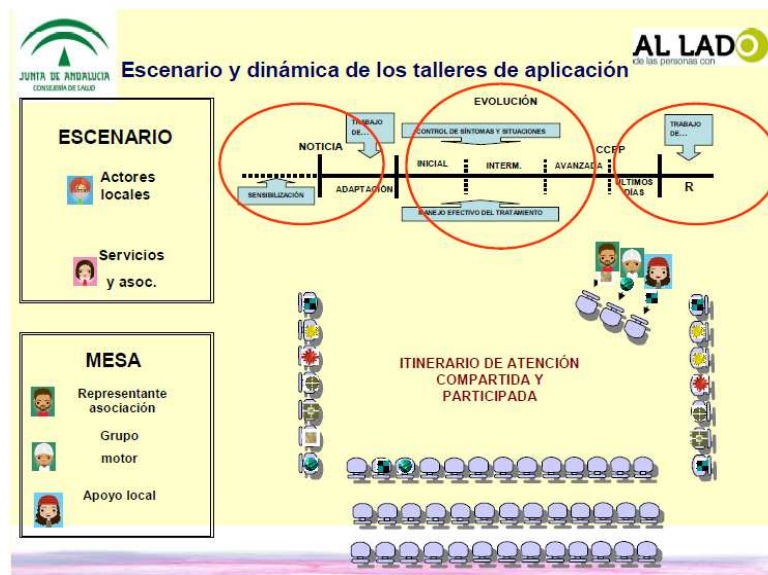 JUNTA DE ANDALUCIA
CONSEJERÍA DE SALUD
Escenario y dinámica de los talleres de aplicación
AL LADO
de las personas con
ESCENARIO
Actores
locales
Servicios
y asoc.
MESA
Representante
asociación
Grupo
motor
Apoyo local
EVOLUCIÓN
TRABAJO
DE...
CONTROL DE SÍNTOMAS Y SITUACIONES
TRABAJO
DE...
NOTICIA
CCFP
INICIAL
INTERM.
AVANZADA
SENSIBILIZACIÓN
ADAPTACIÓN
ÚLTIMOS
DÍAS
R
MANEJO EFECTIVO DEL TRATAMIENTO
ITINERARIO DE ATENCIÓN
COMPARTIDA Y
PARTICIPADA